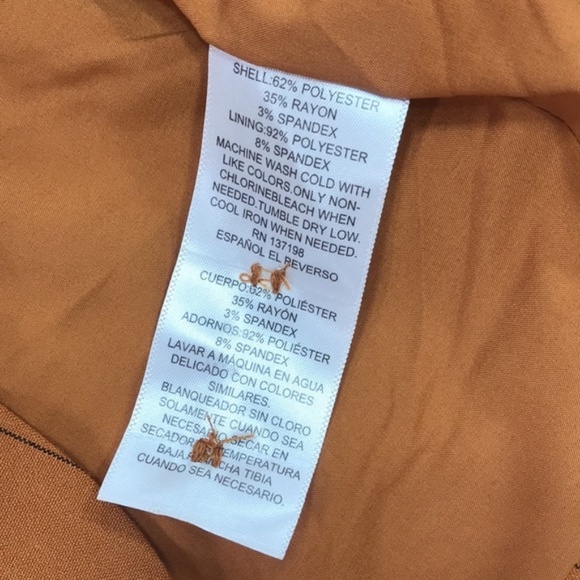 SHELL:62% POLYESTER
35% RAYON
3% SPANDEX
LINING:92% POLYESTER
8% SPANDEX
MACHINE WASH COLD WITH
LIKE COLORS.ONLY NON-
CHLORINEBLEACH WHEN
NEEDED.TUMBLE DRY LOW.
COOL IRON WHEN NEEDED.
RN 137198
ESPAÑOL EL REVERSO
CUERPO:62% POLIÉSTER
35% RAYÓN
3% SPANDEX
ADORNOS:92% POLIÉSTER
8% SPANDEX
LAVAR A MÁQUINA EN AGUA
DELICADO CON COLORES
SIMILARES.
BLANQUEADOR SIN CLORO
SOLAMENTE CUANDO SEA
NECESARIO SECAR EN
SECADOR TEMPERATURA
TIBIA
CUANDO SEA NECESARIO.